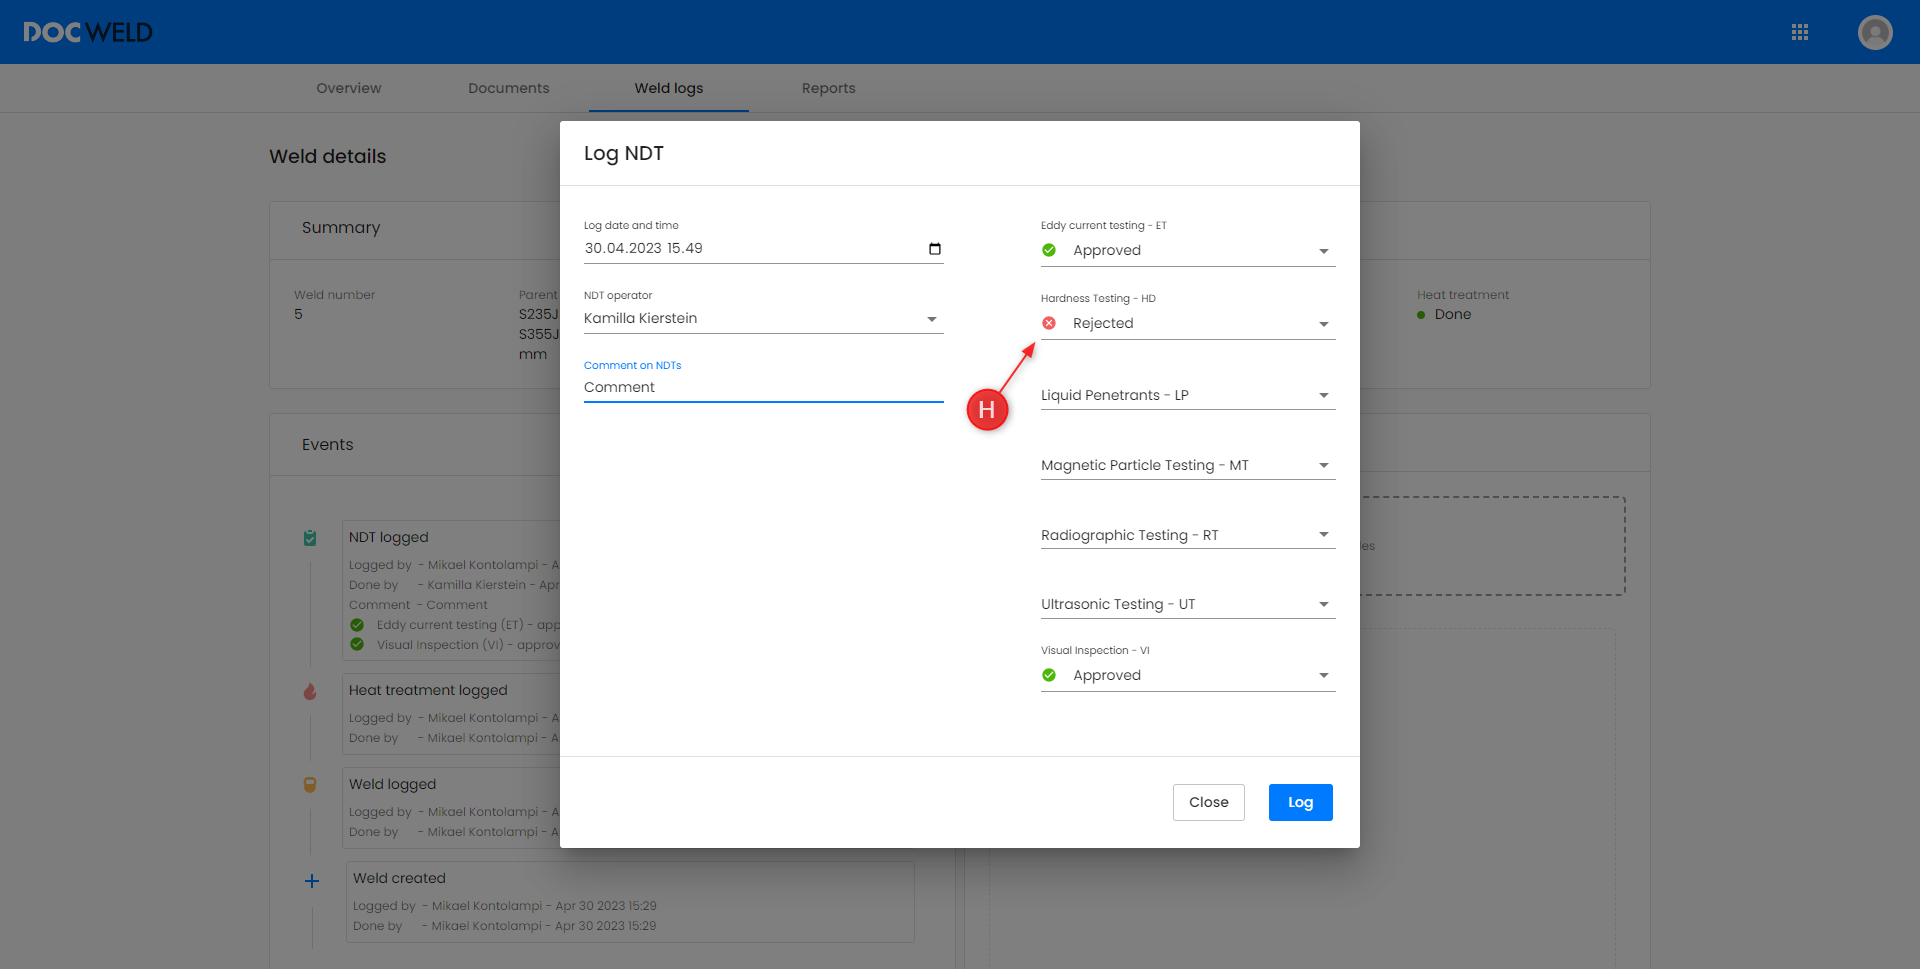 DOCWELD
Overview
Documents
Weld logs
Reports
Weld details
Summary
Weld number
5
Parent
S235J
S355J
mm
Heat treatment
Done
Events
NDT logged
Logged by - Mikael Kontolampi - A
Done by - Kamilla Kierstein - Apr
Comment - Comment
Eddy current testing (ET) - app
Visual Inspection (VI) - approv
Heat treatment logged
Logged by - Mikael Kontolampi - A
Done by - Mikael Kontolampi - A
Weld logged
Logged by - Mikael Kontolampi - A
Done by - Mikael Kontolampi - A
Weld created
Logged by - Mikael Kontolampi - Apr 30 2023 15:29
Done by - Mikael Kontolampi - Apr 30 2023 15:29
Log NDT
Log date and time
30.04.2023 15.49
NDT operator
Kamilla Kierstein
Comment on NDTs
Comment
Eddy current testing - ET
Approved
Hardness Testing - HD
Rejected
H
Liquid Penetrants - LP
Magnetic Particle Testing - MT
Radiographic Testing - RT
Ultrasonic Testing - UT
Visual Inspection - VI
Approved
Close
Log